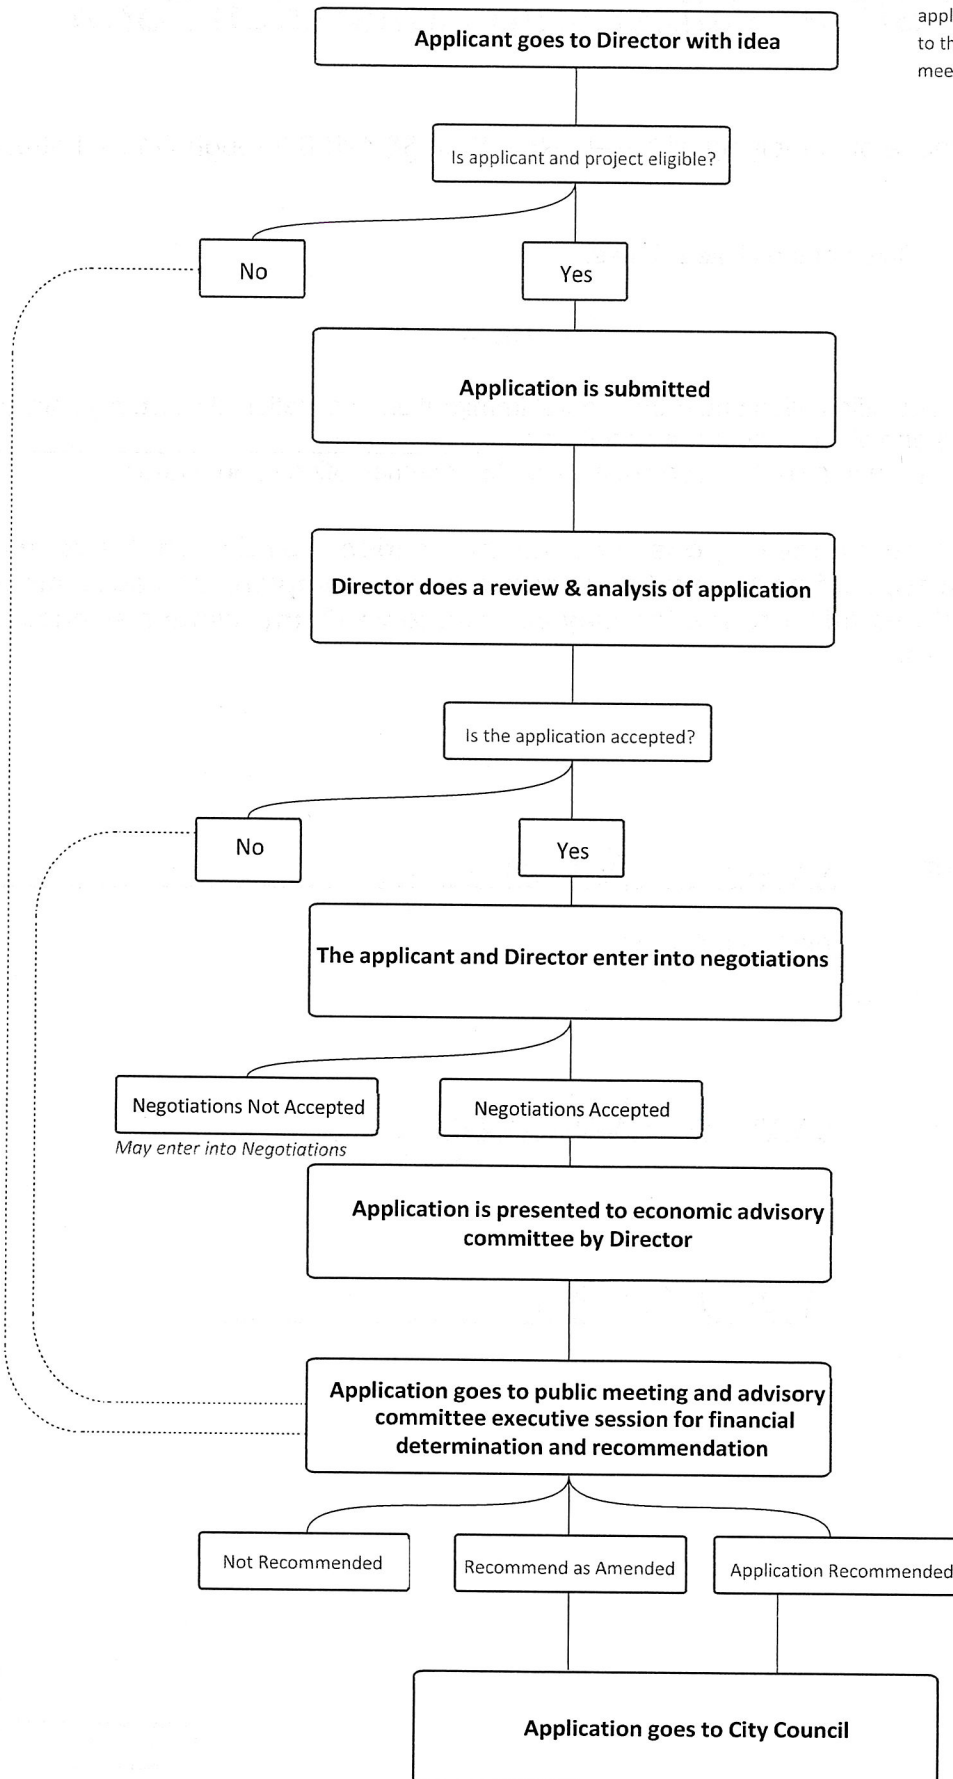 Applicant goes to Director with idea
Is applicant and project eligible?
No
Yes
Application is submitted
Director does a review & analysis of application
Is the application accepted?
No
Yes
The applicant and Director enter into negotiations
Negotiations Not Accepted
May enter into Negotiations
Negotiations Accepted
Application is presented to economic advisory
committee by Director
Application goes to public meeting and advisory
committee executive session for financial
determination and recommendation
Not Recommended
Recommend as Amended
Application Recommended
Application goes to City Council
to